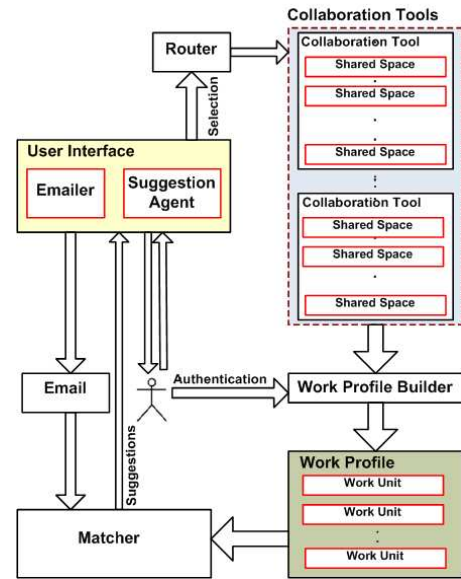 Collaboration Tools
Router
Collaboration Tool
Shared Space
Shared Space
Shared Space
Selection
User Interface
Emailer
Suggestion
Agent
Collaboration Tool
Shared Space
Shared Space
Shared Space
Email
Authentication
Work Profile Builder
Suggestions
Work Profile
Work Unit
Work Unit
Work Unit
Matcher